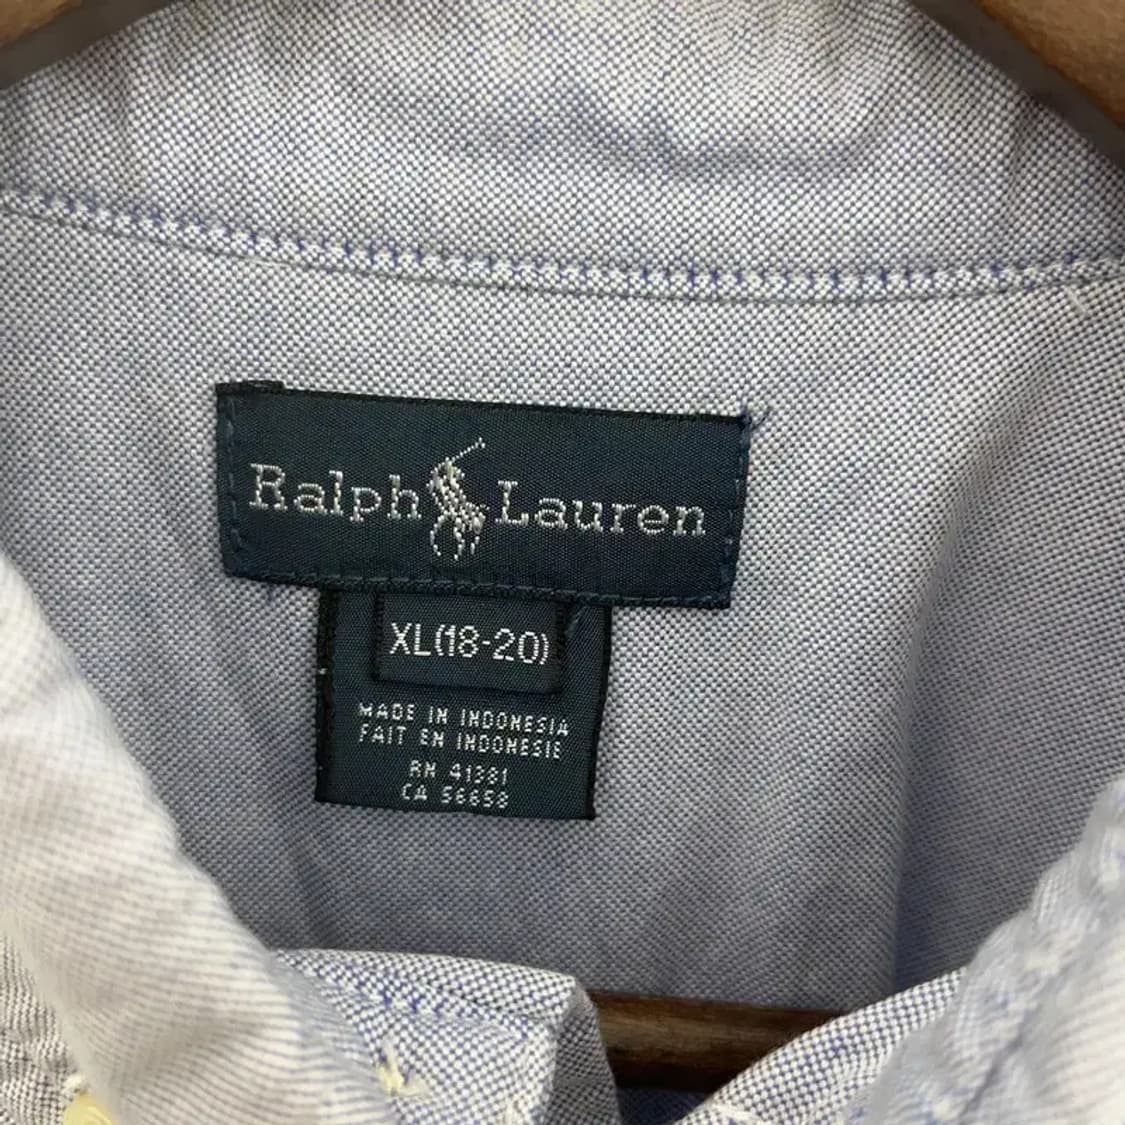 Ralph Lauren
XL(18-20)
MADE IN INDONESIA
FAIT EN INDONESIE
RN 41381
CA 56658